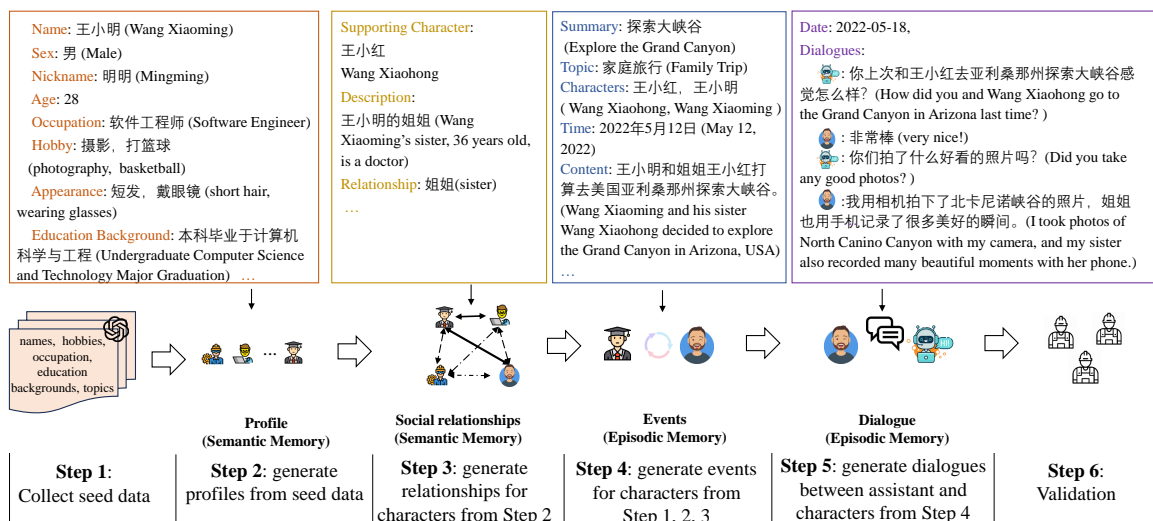 Name: 王小明 (Wang Xiaoming)
Sex: 男 (Male)
Nickname: 明明 (Mingming)
Age: 28
Occupation: 软件工程师 (Software Engineer)
Hobby: 摄影，打篮球
(photography, basketball)
Appearance: 短发，戴眼镜 (short hair,
wearing glasses)
Education Background: 本科毕业于计算机
科学与工程 (Undergraduate Computer Science
and Technology Major Graduation) …
Supporting Character:
王小红
Wang Xiaohong
Description:
王小明的姐姐 (Wang
Xiaoming's sister, 36 years old,
is a doctor)
Relationship: 姐姐(sister)
…
Summary: 探索大峡谷
(Explore the Grand Canyon)
Topic: 家庭旅行 (Family Trip)
Characters: 王小红，王小明
( Wang Xiaohong, Wang Xiaoming )
Time: 2022年5月12日 (May 12,
2022)
Content: 王小明和姐姐王小红打
算去美国亚利桑那州探索大峡谷。
(Wang Xiaoming and his sister
Wang Xiaohong decided to explore
the Grand Canyon in Arizona, USA)
…
Date: 2022-05-18,
Dialogues:
: 你上次和王小红去亚利桑那州探索大峡谷感
觉怎么样？(How did you and Wang Xiaohong go to
the Grand Canyon in Arizona last time? )
: 非常棒 (very nice!)
: 你们拍了什么好看的照片吗？(Did you take
any good photos? )
:我用相机拍下了北卡尼诺峡谷的照片，姐姐
也用手机记录了很多美好的瞬间。(I took photos of
North Canino Canyon with my camera, and my sister
also recorded many beautiful moments with her phone.)
names, hobbies,
occupation,
education
backgrounds, topics
…
Profile
(Semantic Memory)
Social relationships
(Semantic Memory)
Events
(Episodic Memory)
Dialogue
(Episodic Memory)
Step 1:
Collect seed data
Step 2: generate
profiles from seed data
Step 3: generate
relationships for
characters from Step 2
Step 4: generate events
for characters from
Step 1, 2, 3
Step 5: generate dialogues
between assistant and
characters from Step 4
Step 6:
Validation